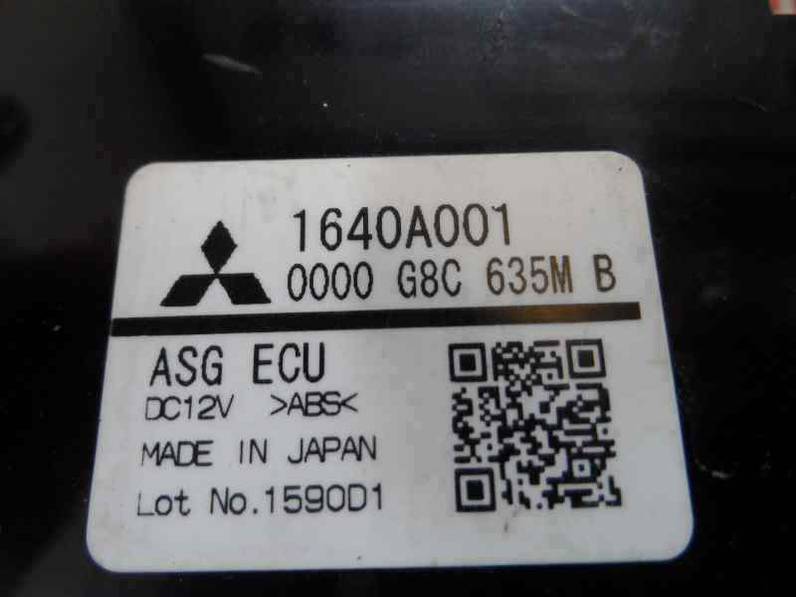 1640A001
0000 G8C 635M B
ASG ECU
DC12V >ABS<
MADE IN JAPAN
Lot No.1590D1